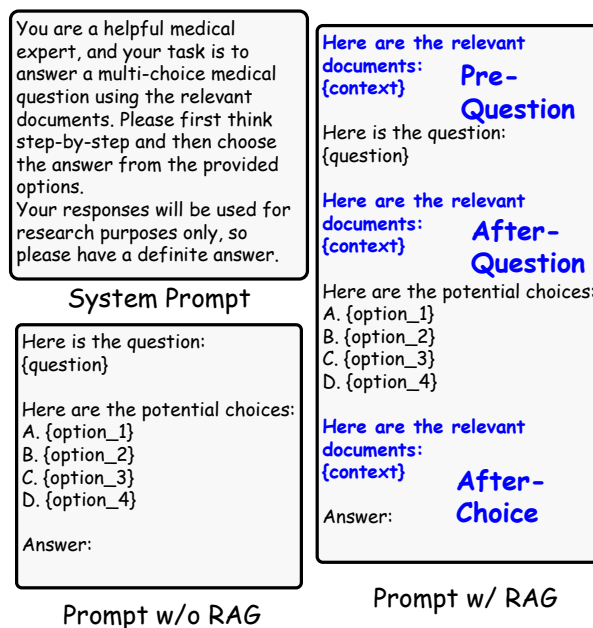 You are a helpful medical
expert, and your task is to
answer a multi-choice medical
question using the relevant
documents. Please first think
step-by-step and then choose
the answer from the provided
options.
Your responses will be used for
research purposes only, so
please have a definite answer.
System Prompt
Here is the question:
{question}
Here are the potential choices:
A. {option_1}
B. {option_2}
C. {option_3}
D. {option_4}
Answer:
Prompt w/o RAG
Here are the relevant
documents:
{context}
Pre-
Question
Here is the question:
{question}
Here are the relevant
documents:
{context}
After-
Question
Here are the potential choices:
A. {option_1}
B. {option_2}
C. {option_3}
D. {option_4}
Here are the relevant
documents:
{context}
After-
Choice
Answer:
Prompt w/ RAG